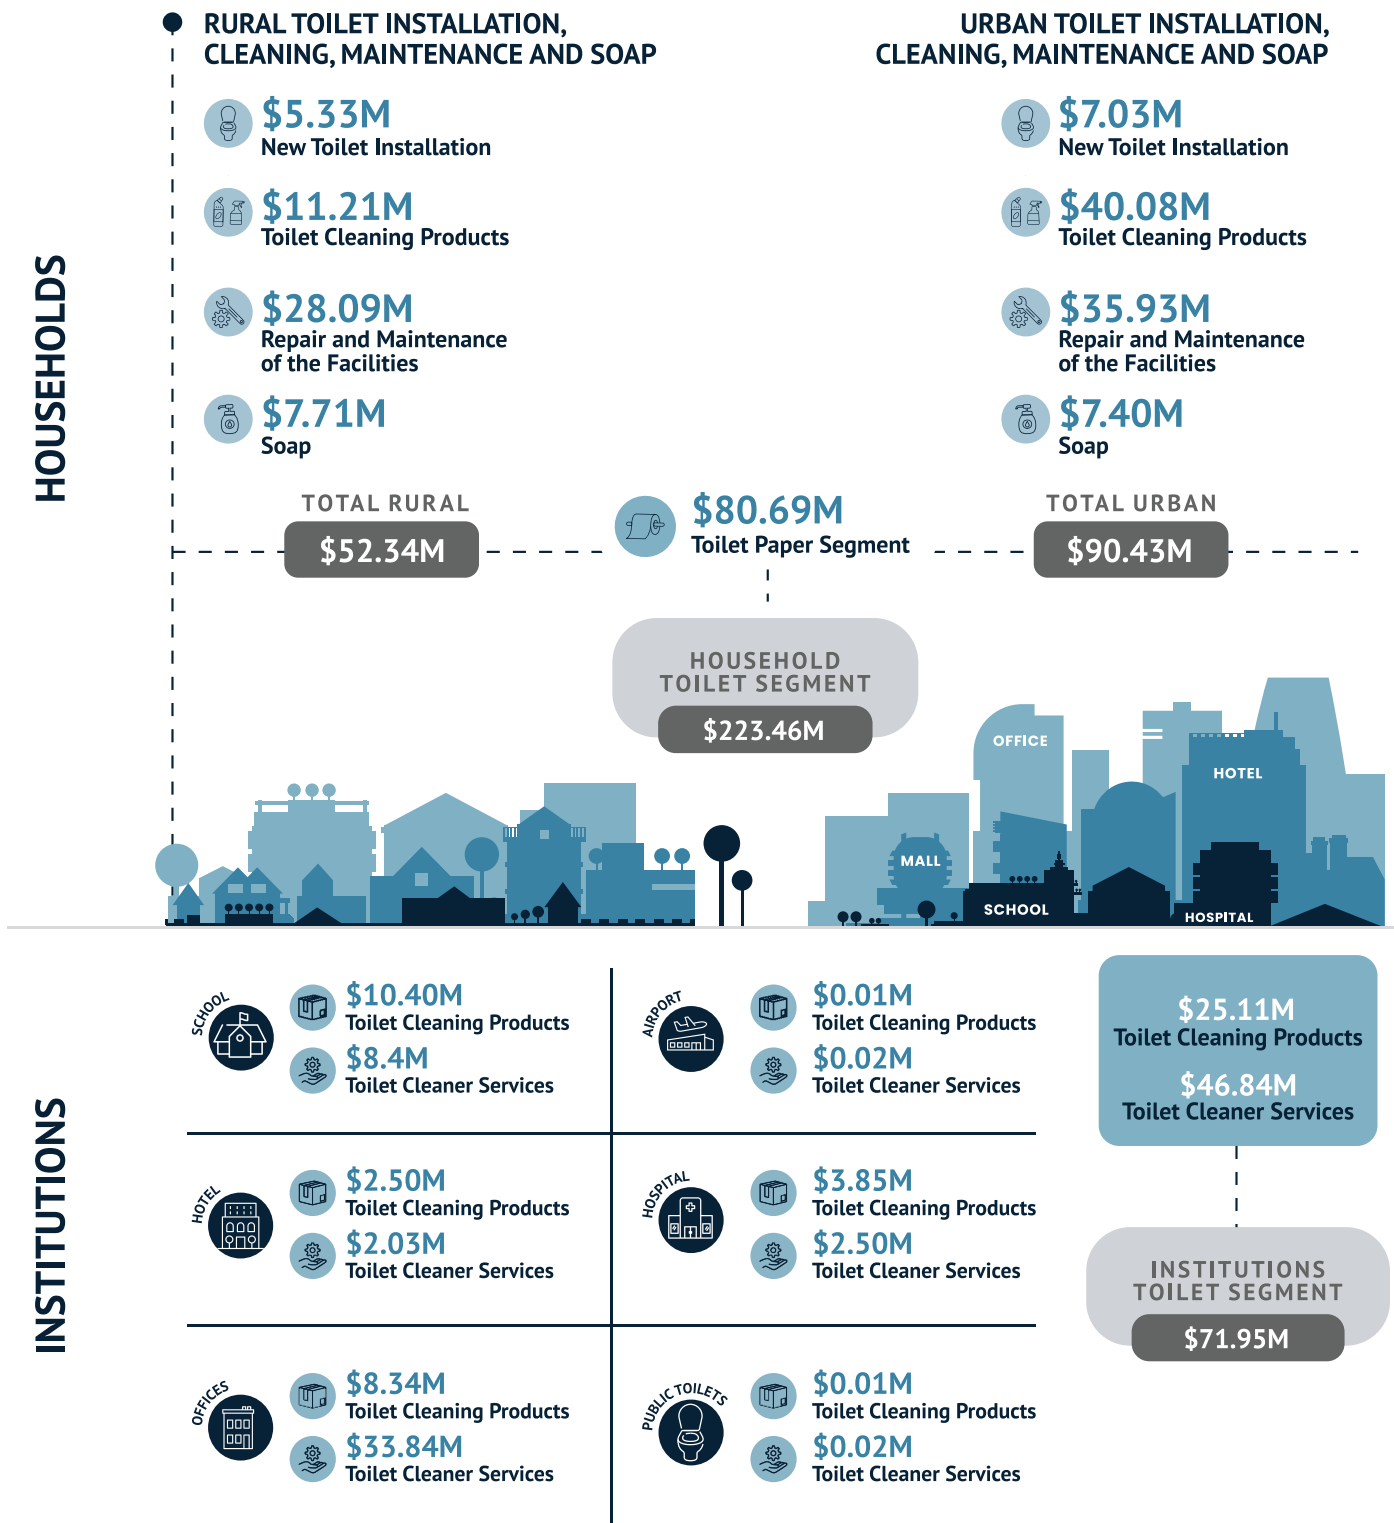 HOUSEHOLDS
RURAL TOILET INSTALLATION,
CLEANING, MAINTENANCE AND SOAP
$5.33M
New Toilet Installation
$11.21M
Toilet Cleaning Products
$28.09M
Repair and Maintenance
of the Facilities
$7.71M
Soap
TOTAL RURAL
$52.34M
URBAN TOILET INSTALLATION,
CLEANING, MAINTENANCE AND SOAP
$7.03M
New Toilet Installation
$40.08M
Toilet Cleaning Products
$35.93M
Repair and Maintenance
of the Facilities
$7.40M
Soap
TOTAL URBAN
$90.43M
$80.69M
Toilet Paper Segment
HOUSEHOLD
TOILET SEGMENT
$223.46M
OFFICE
HOTEL
MALL
SCHOOL
HOSPITAL
INSTITUTIONS
SCHOOL
$10.40M
Toilet Cleaning Products
$8.4M
Toilet Cleaner Services
AIRPORT
$0.01M
Toilet Cleaning Products
$0.02M
Toilet Cleaner Services
HOTEL
$2.50M
Toilet Cleaning Products
$2.03M
Toilet Cleaner Services
HOSPITAL
$3.85M
Toilet Cleaning Products
$2.50M
Toilet Cleaner Services
OFFICES
$8.34M
Toilet Cleaning Products
$33.84M
Toilet Cleaner Services
PUBLIC TOILETS
$0.01M
Toilet Cleaning Products
$0.02M
Toilet Cleaner Services
$25.11M
Toilet Cleaning Products
$46.84M
Toilet Cleaner Services
INSTITUTIONS
TOILET SEGMENT
$71.95M